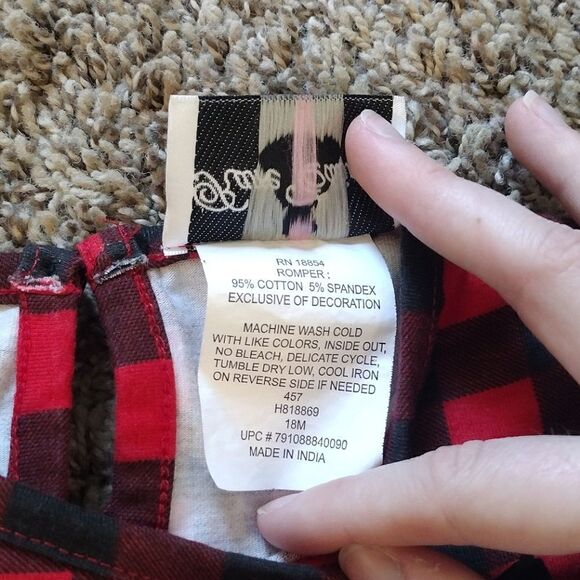 RN 18854
ROMPER :
95% COTTON 5% SPANDEX
EXCLUSIVE OF DECORATION
MACHINE WASH COLD
WITH LIKE COLORS, INSIDE OUT,
NO BLEACH, DELICATE CYCLE,
TUMBLE DRY LOW, COOL IRON
ON REVERSE SIDE IF NEEDED
457
H818869
18M
UPC # 791088840090
MADE IN INDIA